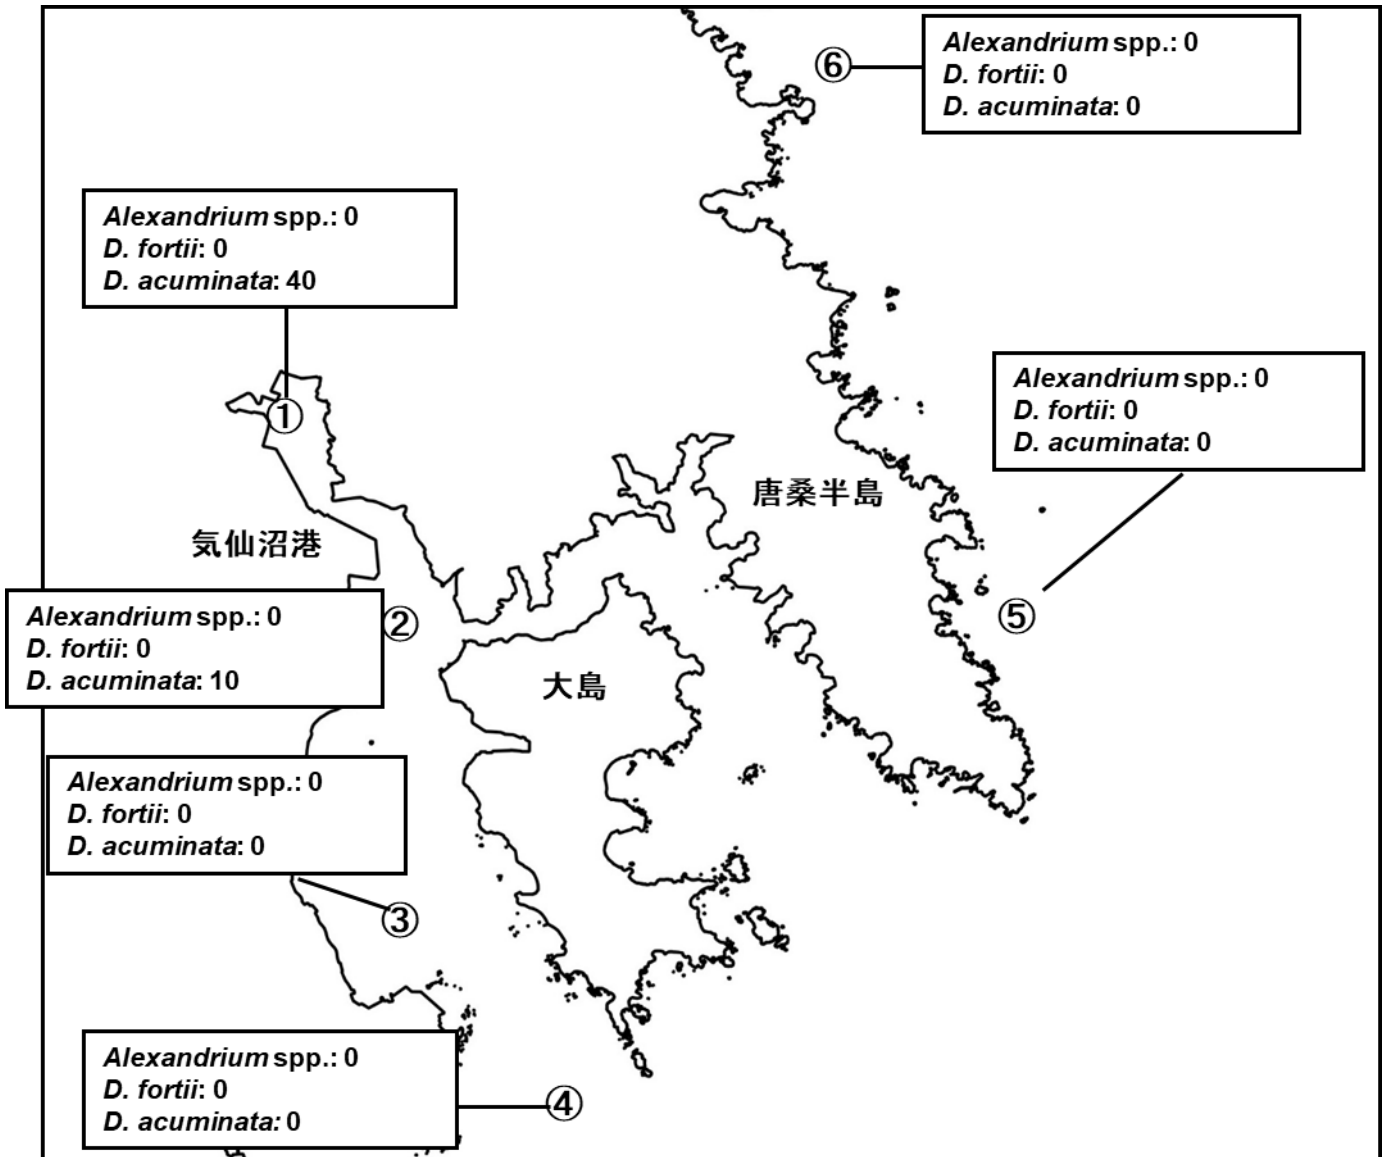 ⑥
Alexandrium spp.: 0
D. fortii: 0
D. acuminata: 0
Alexandrium spp.: 0
D. fortii: 0
D. acuminata: 40
①
Alexandrium spp.: 0
D. fortii: 0
D. acuminata: 0
唐桑半島
気仙沼港
⑤
Alexandrium spp.: 0
D. fortii: 0
D. acuminata: 10
②
大島
Alexandrium spp.: 0
D. fortii: 0
D. acuminata: 0
③
Alexandrium spp.: 0
D. fortii: 0
D. acuminata: 0
④